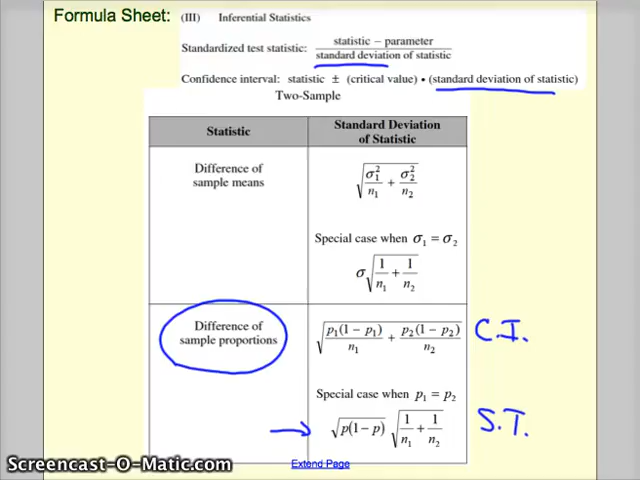 Formula Sheet:
(III) Inferential Statistics
Standardized test statistic: statistic – parameter / standard deviation of statistic
Confidence interval: statistic ± (critical value) • (standard deviation of statistic)
Two-Sample
Statistic
Standard Deviation of Statistic
Difference of
sample means
√(σ₁²/n₁ + σ₂²/n₂)
Special case when σ₁ = σ₂
σ√(1/n₁ + 1/n₂)
Difference of
sample proportions
√(p₁(1 – p₁)/n₁ + p₂(1 – p₂)/n₂) C.I.
Special case when p₁ = p₂
√p(1 – p) √(1/n₁ + 1/n₂) S.T.
Screencast-O-Matic.com
Extend Page